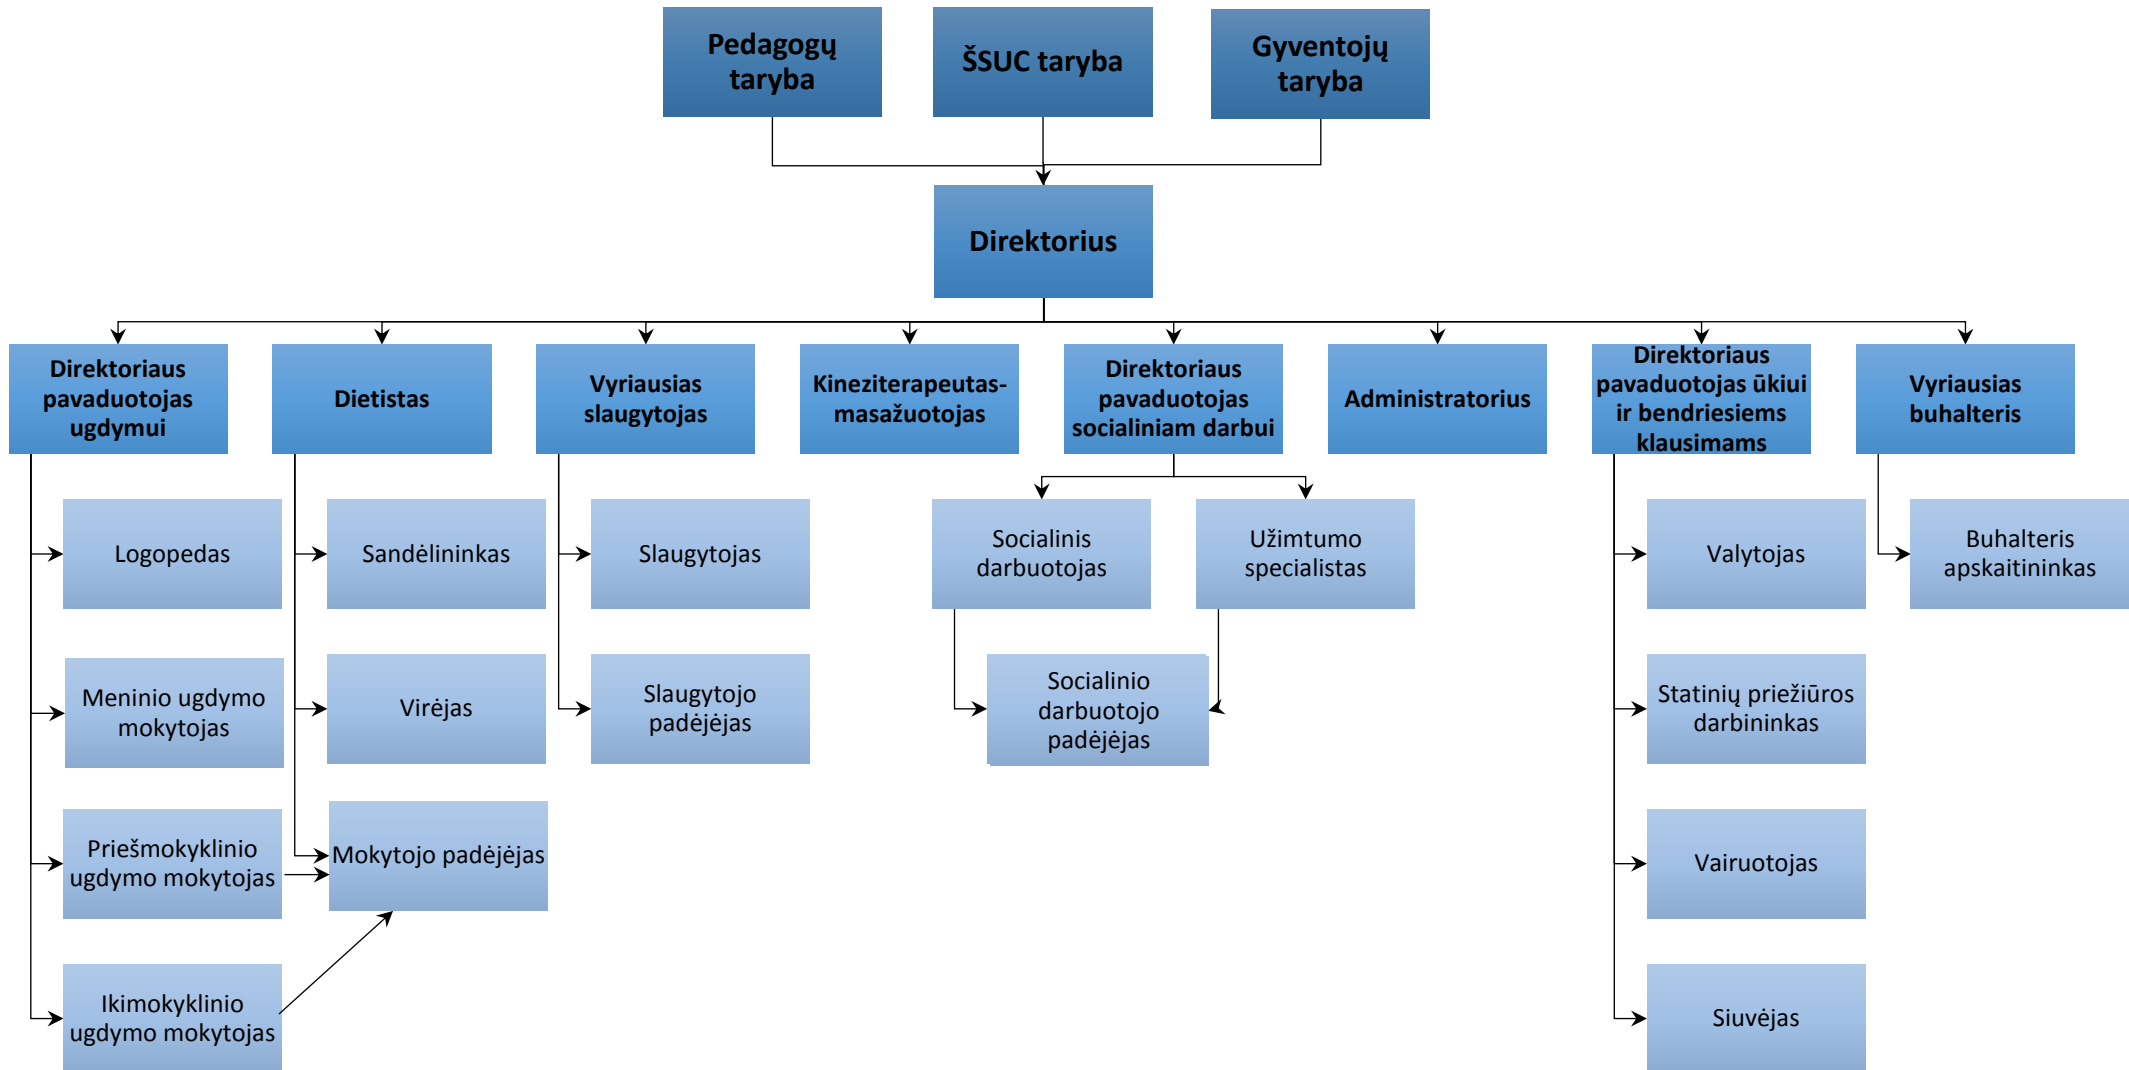 Pedagogų
taryba
ŠSUC taryba
Gyventojų
taryba
Direktorius
Direktoriaus
pavaduotojas
ugdymui
Dietistas
Vyriausias
slaugytojas
Kineziterapeutas-
masažuotojas
Direktoriaus
pavaduotojas
socialiniam darbui
Administratorius
Direktoriaus
pavaduotojas ūkiui
ir bendriesiems
klausimams
Vyriausias
buhalteris
Logopedas
Sandėlininkas
Slaugytojas
Socialinis
darbuotojas
Užimtumo
specialistas
Valytojas
Buhalteris
apskaitininkas
Meninio ugdymo
mokytojas
Virėjas
Slaugytojo
padėjėjas
Socialinio
darbuotojo
padėjėjas
Statinių priežiūros
darbininkas
Priešmokyklinio
ugdymo mokytojas
Mokytojo padėjėjas
Vairuotojas
Ikimokyklinio
ugdymo mokytojas
Siuvėjas